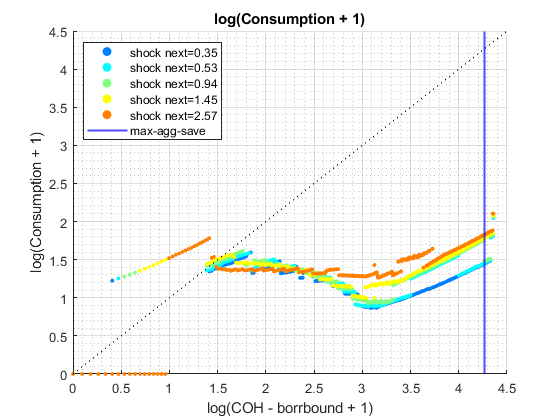 log(Consumption + 1)
4.5
4
3.5
3
2.5
2
1.5
1
0.5
0
log(Consumption + 1)
shock next=0.35
shock next=0.53
shock next=0.94
shock next=1.45
shock next=2.57
max-agg-save
0 0.5 1 1.5 2 2.5 3 3.5 4 4.5
log(COH - borrbound + 1)